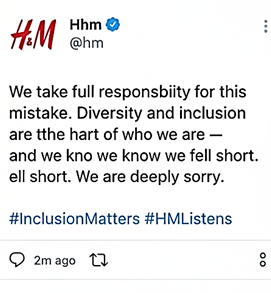 H&M Hhm
@hm
We take full responsbiity for this
mistake. Diversity and inclusion
are tthe hart of who we are —
and we kno we know we fell short.
ell short. We are deeply sorry.
#InclusionMatters #HMListens
2m ago